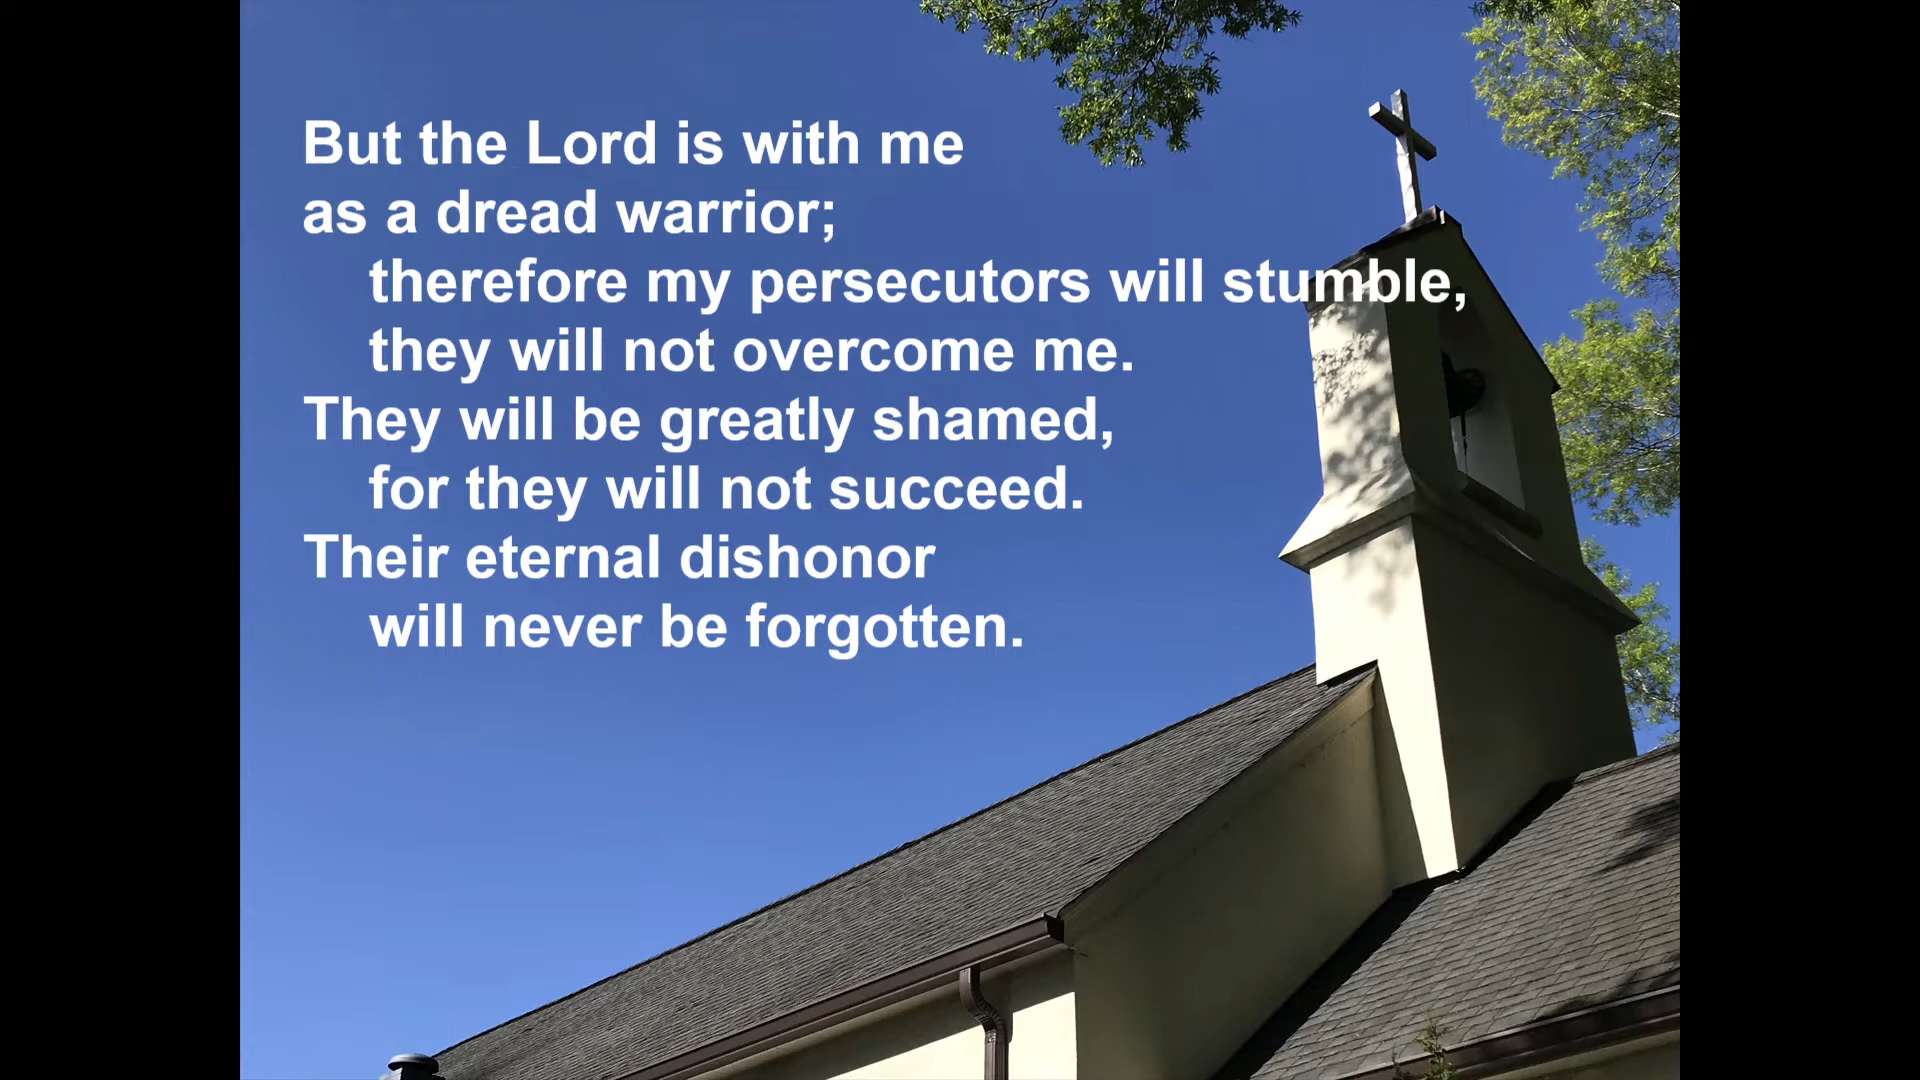 But the Lord is with me
as a dread warrior;
therefore my persecutors will stumble,
they will not overcome me.
They will be greatly shamed,
for they will not succeed.
Their eternal dishonor
will never be forgotten.